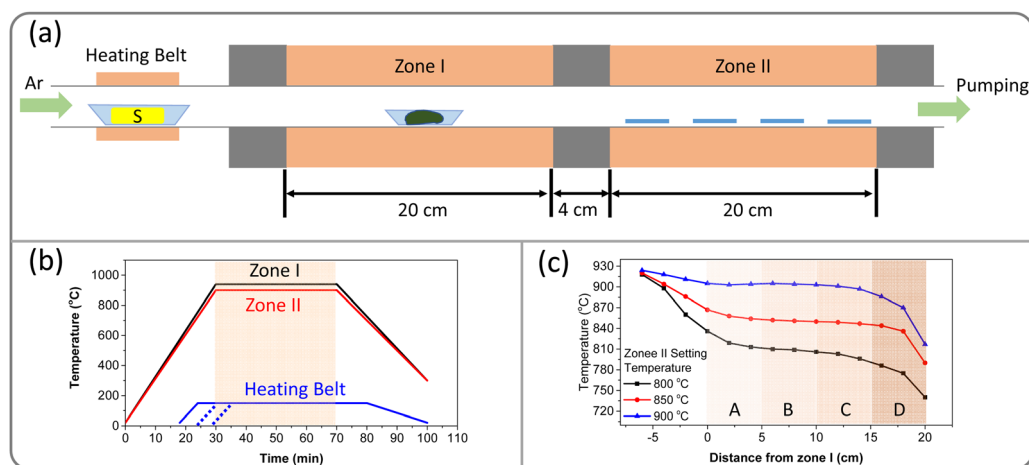 (a)
Heating Belt
Ar
S
Zone I
Zone II
Pumping
20 cm
4 cm
20 cm
(b)
Temperature (°C)
1000
800
600
400
200
0
Zone I
Zone II
Heating Belt
0 10 20 30 40 50 60 70 80 90 100 110
Time (min)
(c)
Temperature (°C)
930
900
870
840
810
780
750
720
Zonee II Setting
Temperature
800 °C
850 °C
900 °C
A B C D
-5 0 5 10 15 20
Distance from zone I (cm)